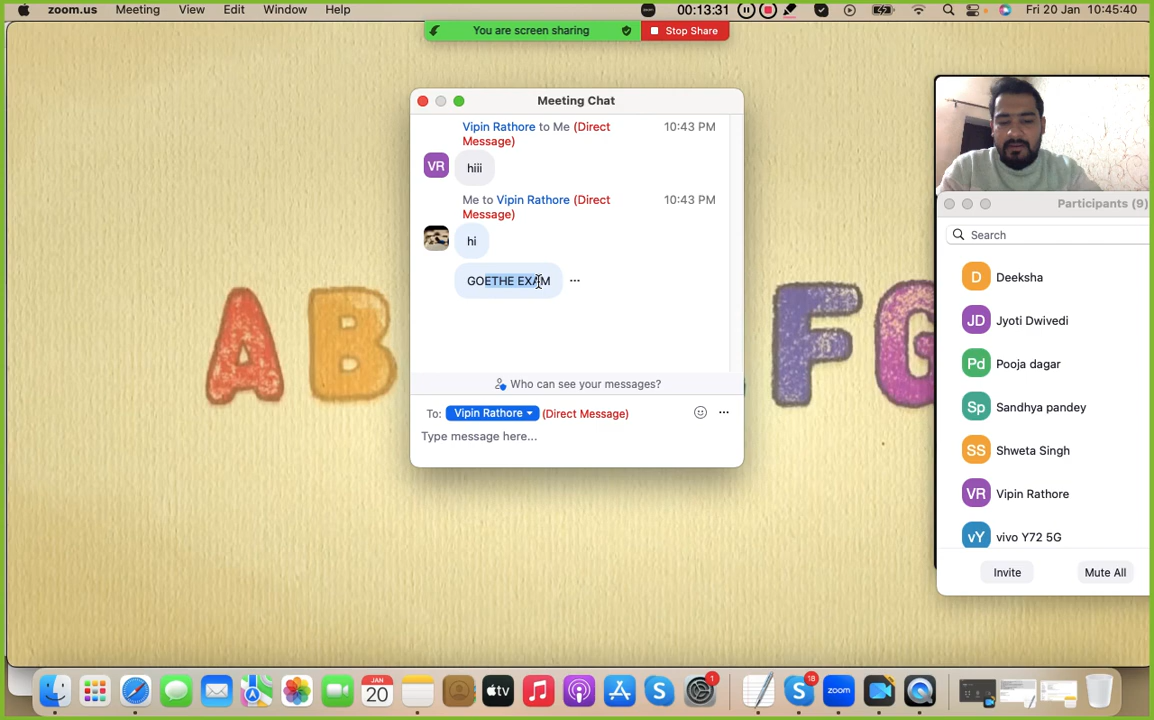 zoom.us Meeting View Edit Window Help 00:13:31 Fri 20 Jan 10:45:40
You are screen sharing Stop Share
Meeting Chat
Vipin Rathore to Me (Direct Message) 10:43 PM
VR hiii
Me to Vipin Rathore (Direct Message) 10:43 PM
hi
GOETHE EXAM ...
Who can see your messages?
To: Vipin Rathore (Direct Message)
Type message here...
Participants (9)
Search
D Deeksha
JD Jyoti Dwivedi
Pd Pooja dagar
Sp Sandhya pandey
SS Shweta Singh
VR Vipin Rathore
vY vivo Y72 5G
Invite Mute All
A B F G
JAN 20 tv 1 18 zoom